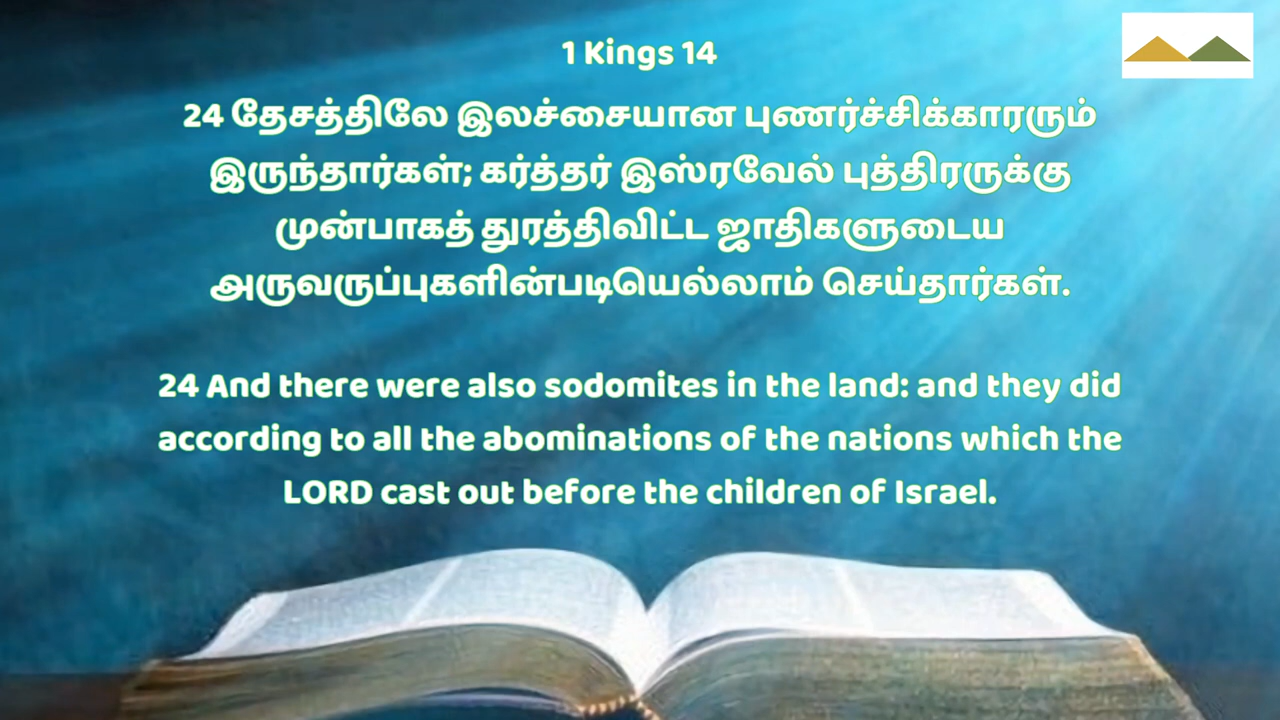 1 Kings 14
24 தேசத்திலே இலச்சையான புணர்ச்சிக்காரரும்
இருந்தார்கள்; கர்த்தர் இஸ்ரவேல் புத்திரருக்கு
முன்பாகத் துரத்திவிட்ட ஜாதிகளுடைய
அருவருப்புகளின்படியெல்லாம் செய்தார்கள்.
24 And there were also sodomites in the land: and they did
according to all the abominations of the nations which the
LORD cast out before the children of Israel.